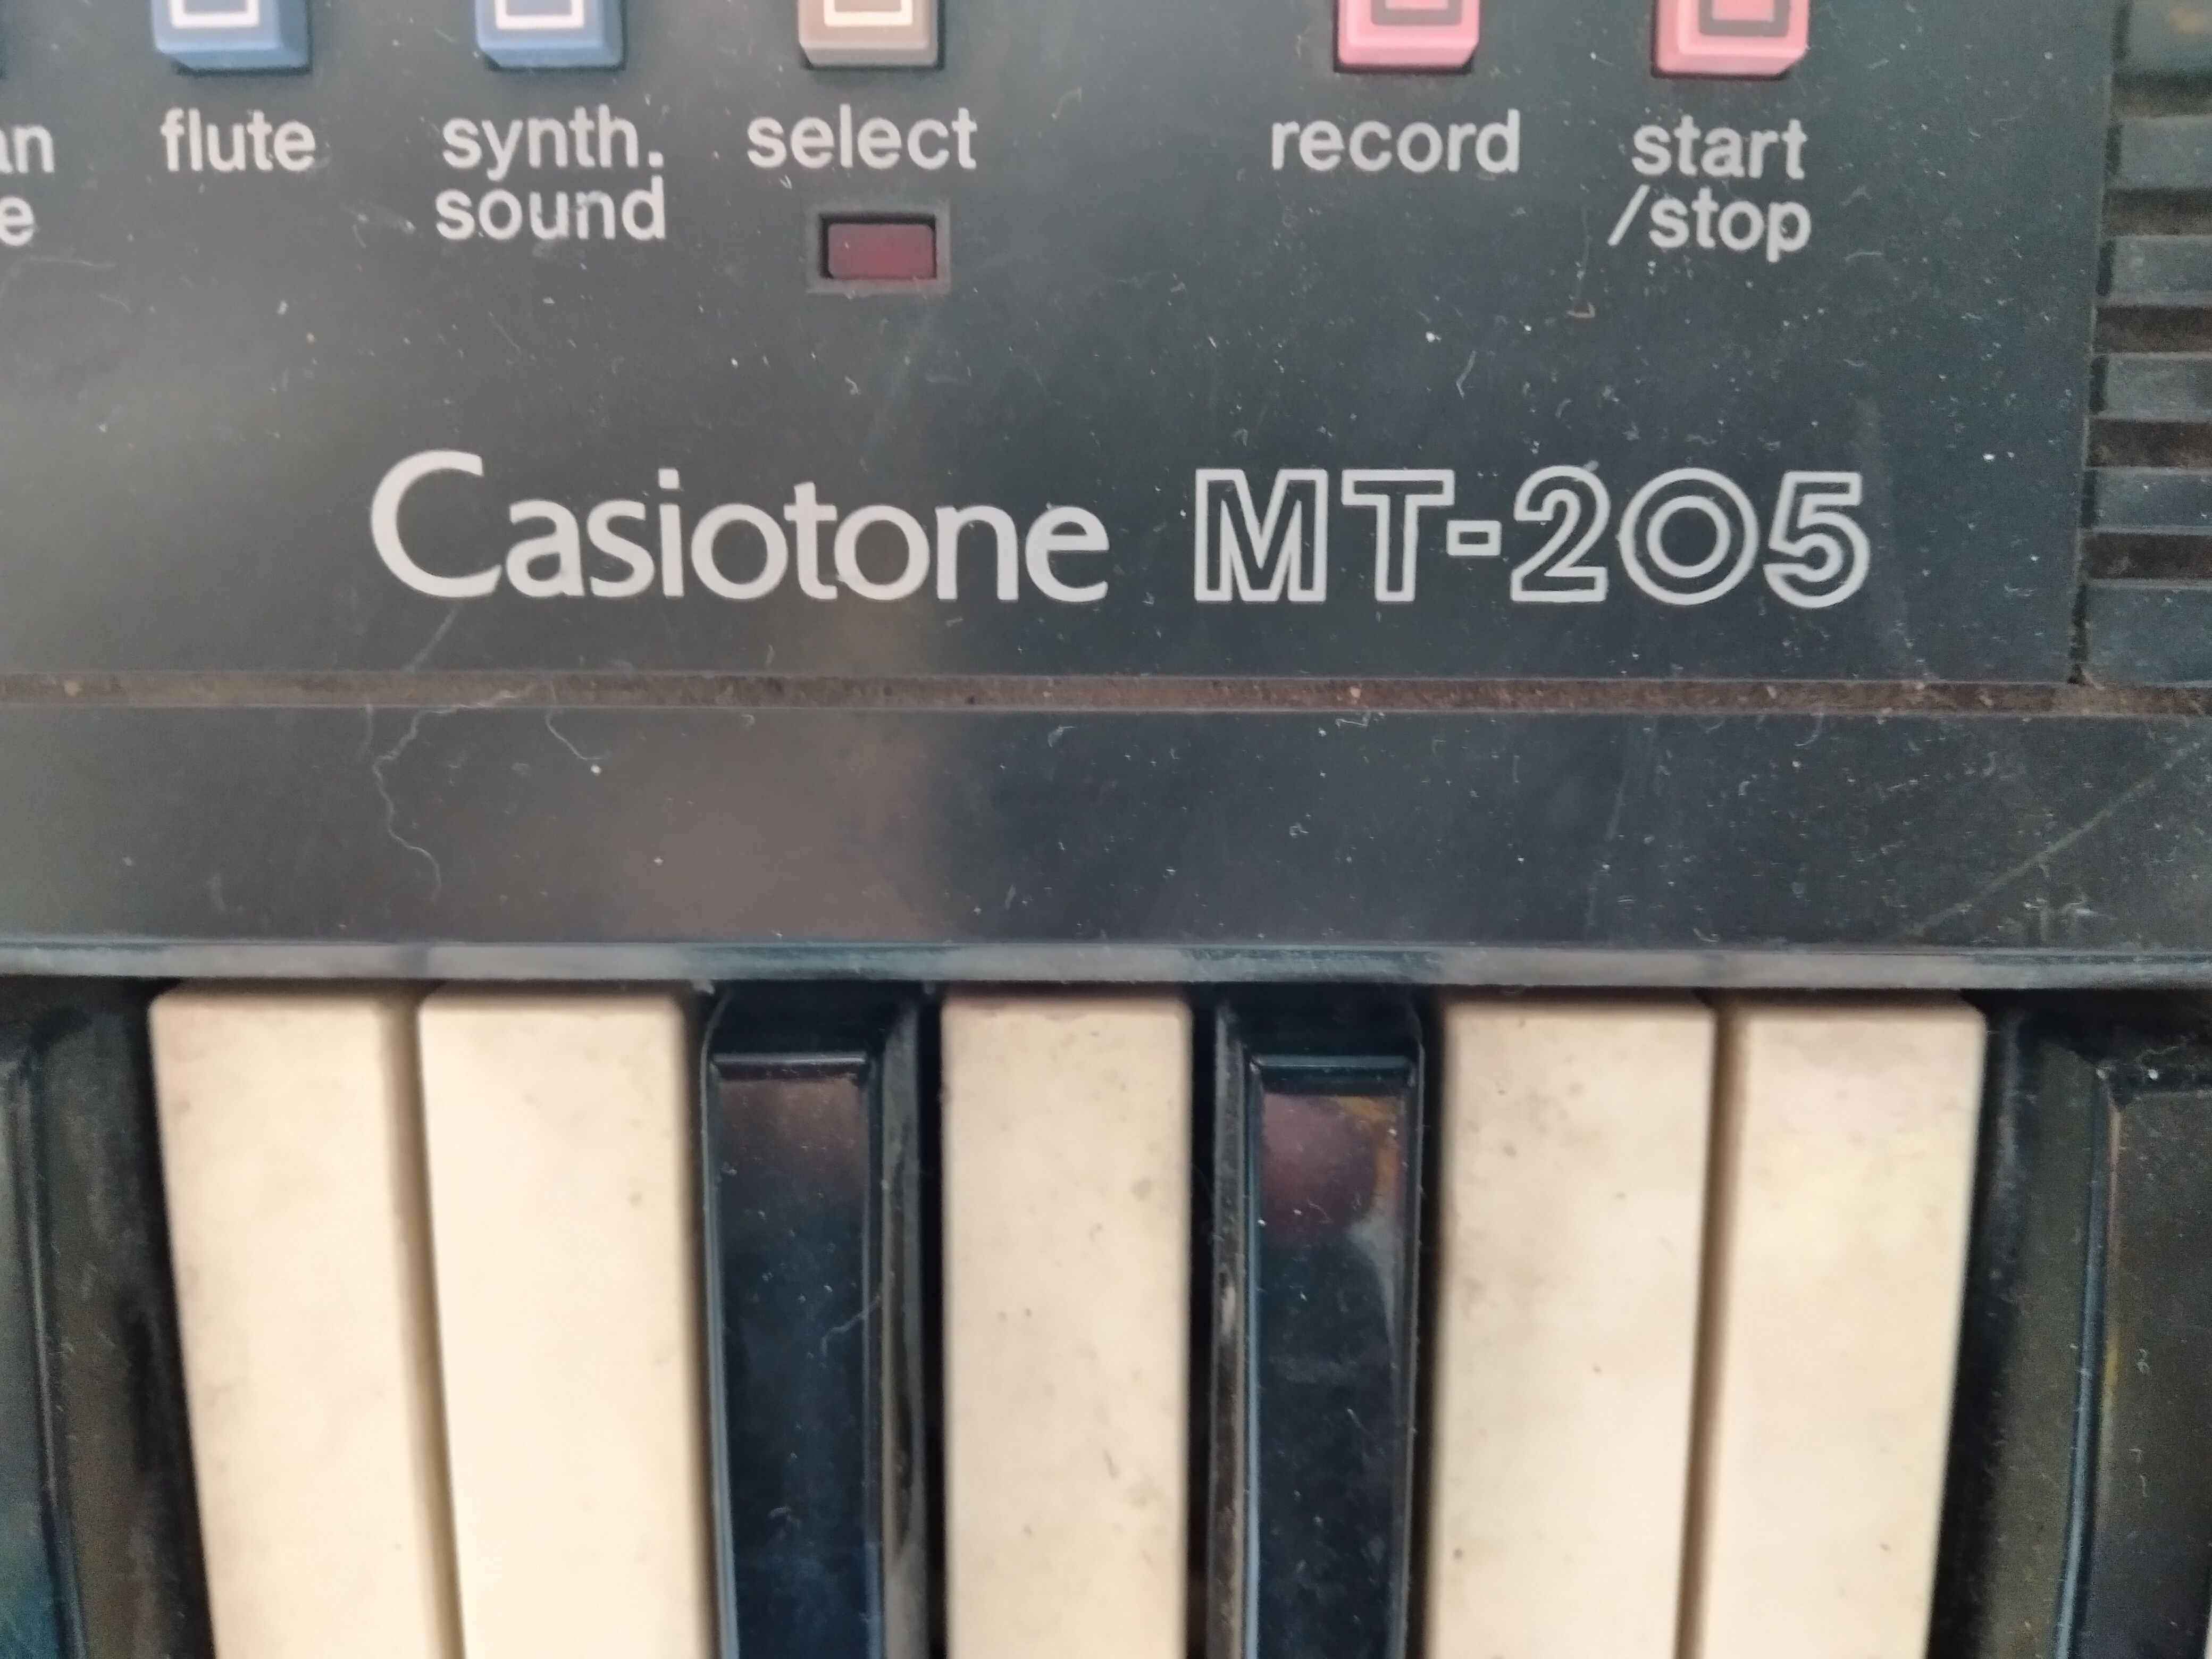 flute synth. select record start
sound /stop
Casiotone MT-205